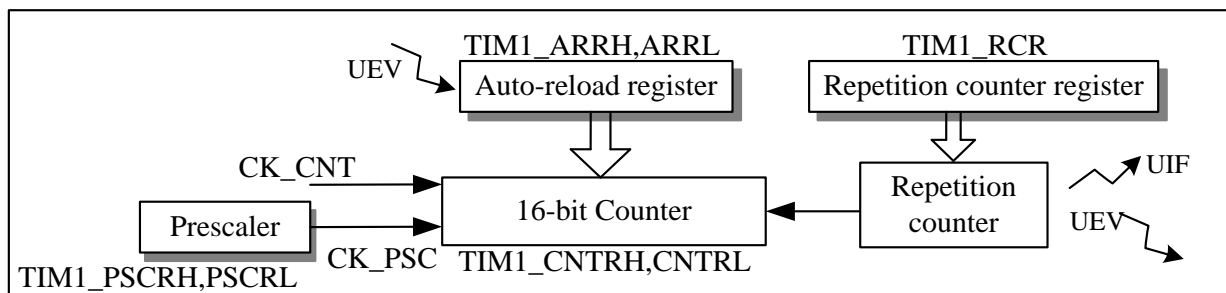 TIM1_ARRH,ARRL
TIM1_RCR
UEV
Auto-reload register
Repetition counter register
CK_CNT
16-bit Counter
Repetition
counter
UIF
UEV
Prescaler
CK_PSC
TIM1_CNTRH,CNTRL
TIM1_PSCRH,PSCRL